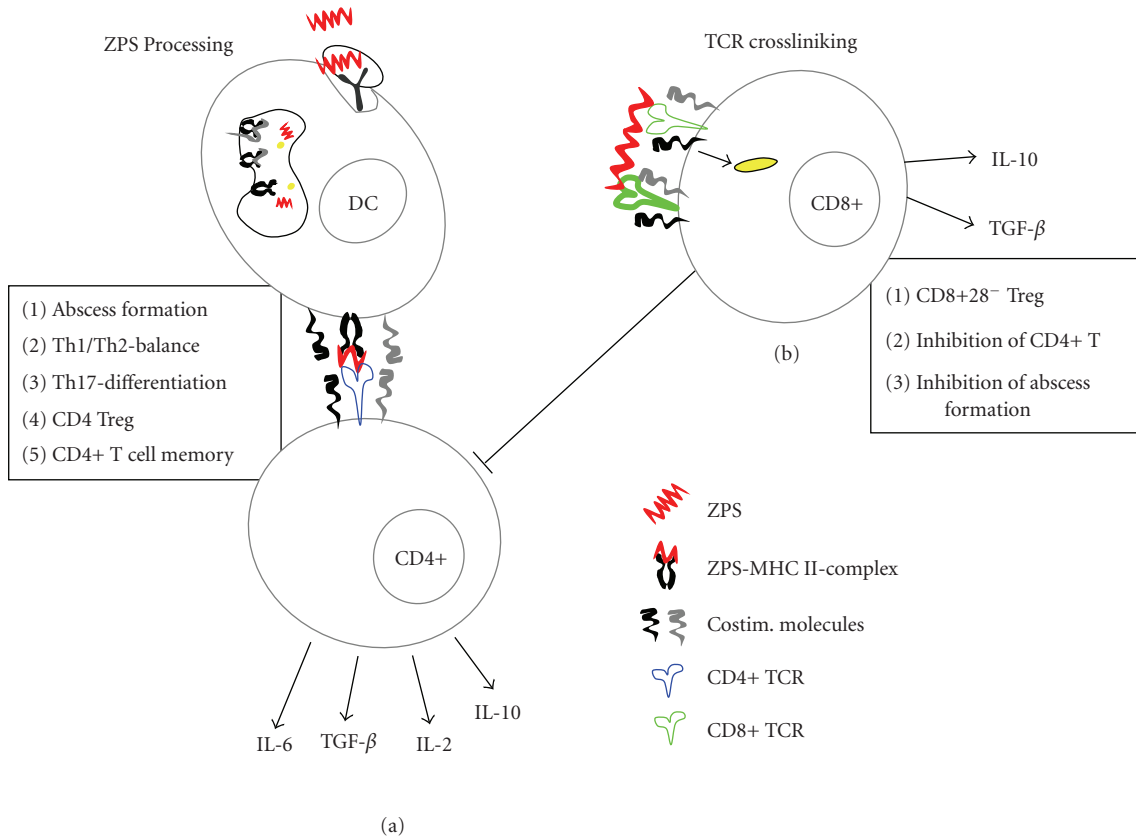 ZPS Processing
DC
(1) Abscess formation
(2) Th1/Th2-balance
(3) Th17-differentiation
(4) CD4 Treg
(5) CD4+ T cell memory
CD4+
IL-6
TGF-β
IL-2
IL-10
(a)
TCR crossliniking
CD8+
IL-10
TGF-β
(1) CD8+28⁻ Treg
(2) Inhibition of CD4+ T
(3) Inhibition of abscess
formation
(b)
ZPS
ZPS-MHC II-complex
Costim. molecules
CD4+ TCR
CD8+ TCR